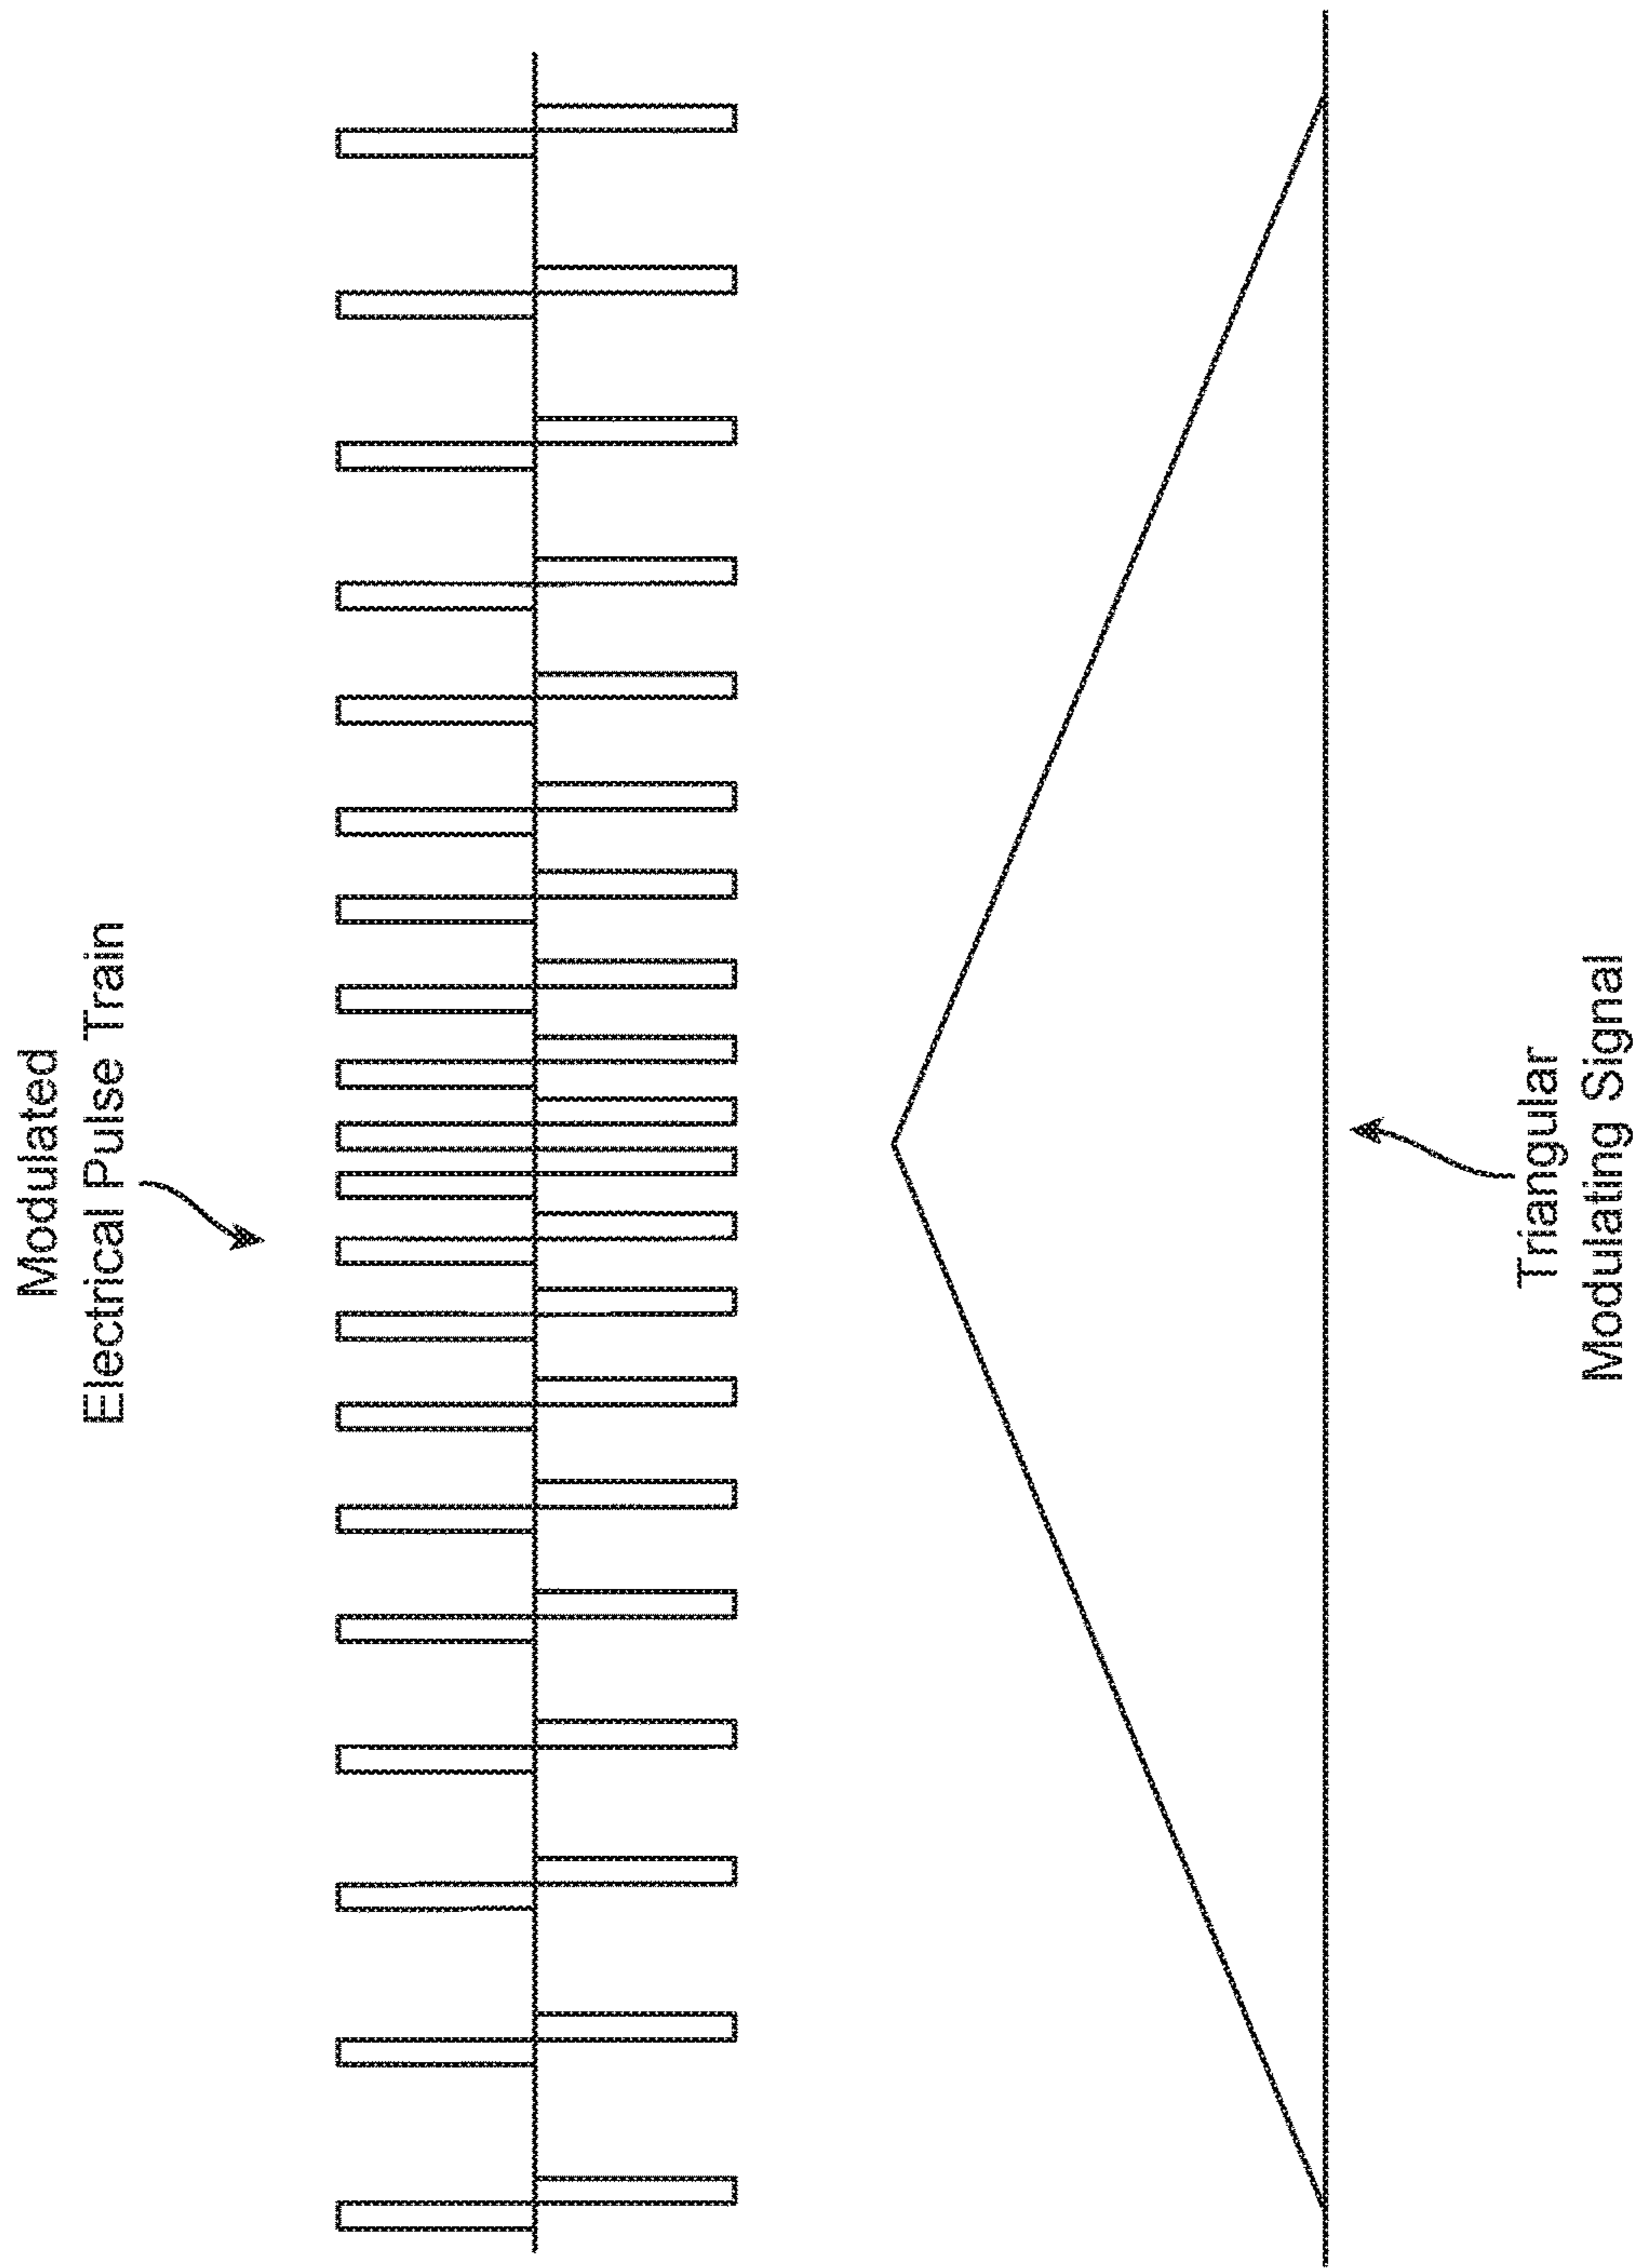 Modulated
Electrical Pulse Train
Triangular
Modulating Signal